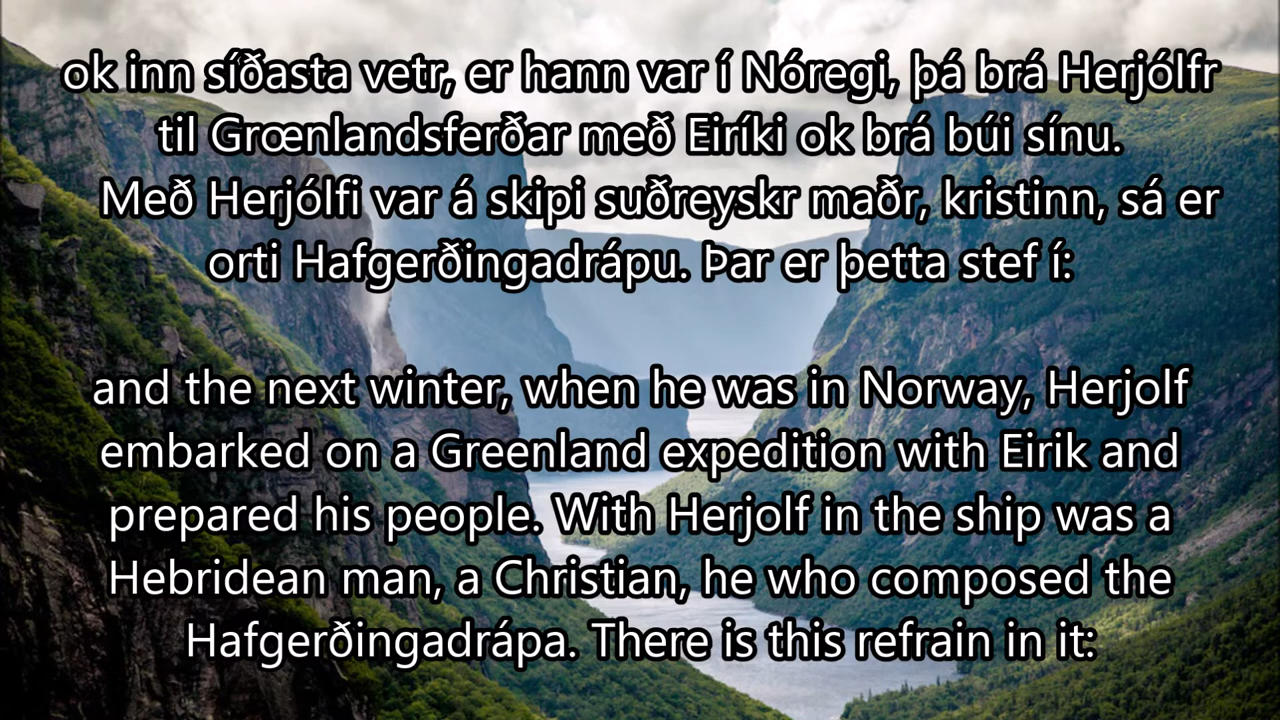 ok inn síðasta vetr, er hann var í Nóregi, þá brá Herjólfr
til Grœnlandsferðar með Eiríki ok brá búi sínu.
Með Herjólfi var á skipi suðreyskr maðr, kristinn, sá er
orti Hafgerðingadrápu. Þar er þetta stef í:
and the next winter, when he was in Norway, Herjolf
embarked on a Greenland expedition with Eirik and
prepared his people. With Herjolf in the ship was a
Hebridean man, a Christian, he who composed the
Hafgerðingadrápa. There is this refrain in it: